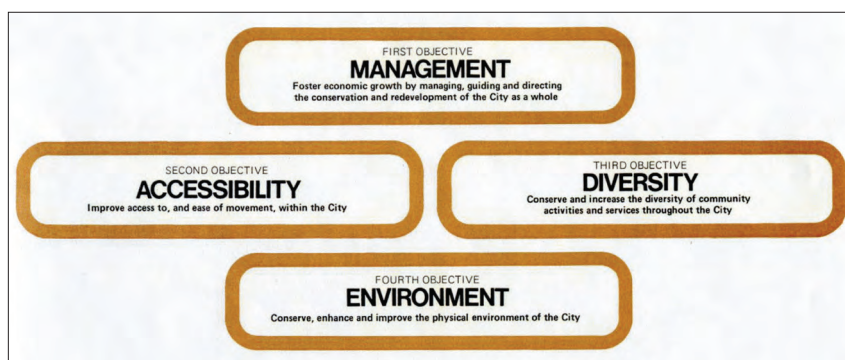 FIRST OBJECTIVE
MANAGEMENT
Foster economic growth by managing, guiding and directing
the conservation and redevelopment of the City as a whole
SECOND OBJECTIVE
ACCESSIBILITY
Improve access to, and ease of movement, within the City
THIRD OBJECTIVE
DIVERSITY
Conserve and increase the diversity of community
activities and services throughout the City
FOURTH OBJECTIVE
ENVIRONMENT
Conserve, enhance and improve the physical environment of the City